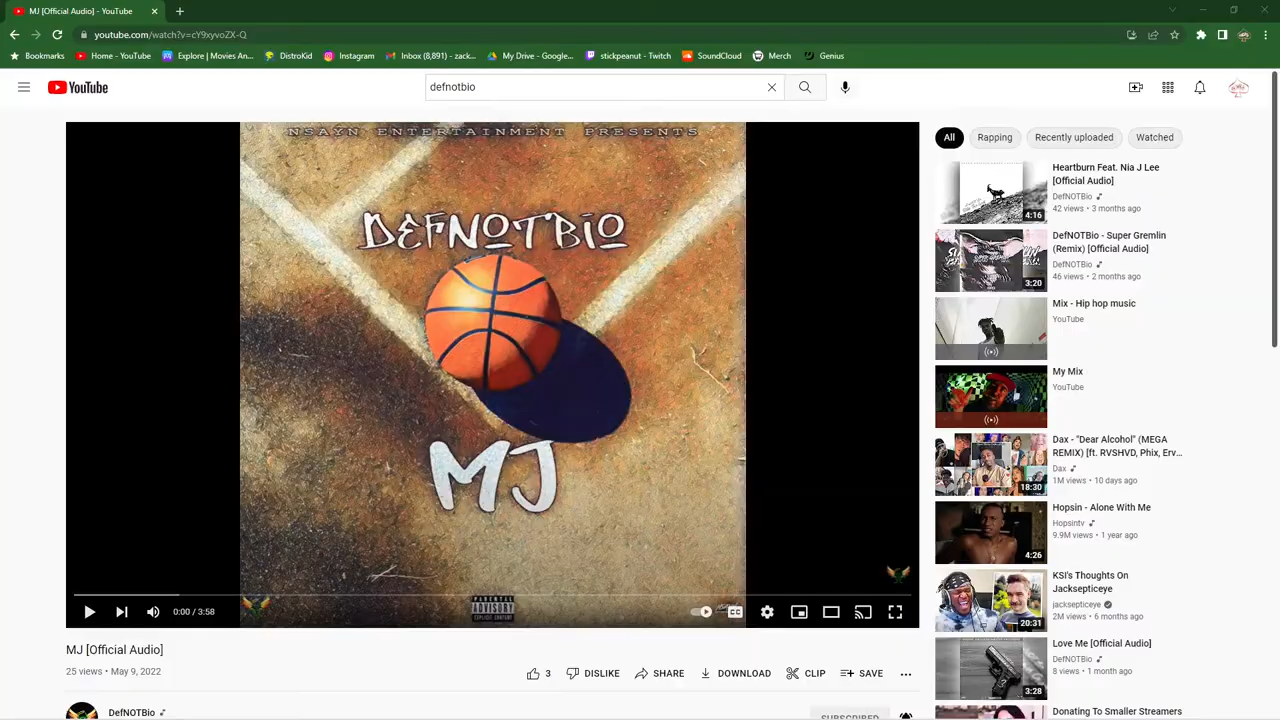 MJ [Official Audio] - YouTube
youtube.com/watch?v=cY9xyvoZX-Q
Bookmarks
Home - YouTube
Explore | Movies An...
DistroKid
Instagram
Inbox (8,891) - zack...
My Drive - Google...
stickpeanut - Twitch
SoundCloud
Merch
Genius
YouTube
defnotbio
NSAYN ENTERTAINMENT PRESENTS
DEFNOTBIO
MJ
PARENTAL
ADVISORY
EXPLICIT CONTENT
0:00 / 3:58
CC
MJ [Official Audio]
25 views • May 9, 2022
3
DISLIKE
SHARE
DOWNLOAD
CLIP
SAVE
DefNOTBio
SUBSCRIBED
All
Rapping
Recently uploaded
Watched
Heartburn Feat. Nia J Lee
[Official Audio]
DefNOTBio
42 views • 3 months ago
4:16
DefNOTBio - Super Gremlin
(Remix) [Official Audio]
DefNOTBio
46 views • 2 months ago
3:20
Mix - Hip hop music
YouTube
My Mix
YouTube
Dax - "Dear Alcohol" (MEGA
REMIX) [ft. RVSHVD, Phix, Erv...
Dax
1M views • 10 days ago
18:30
Hopsin - Alone With Me
Hopsintv
9.9M views • 1 year ago
4:26
KSI's Thoughts On
Jacksepticeye
jacksepticeye
2M views • 6 months ago
20:31
Love Me [Official Audio]
DefNOTBio
8 views • 1 month ago
3:28
Donating To Smaller Streamers